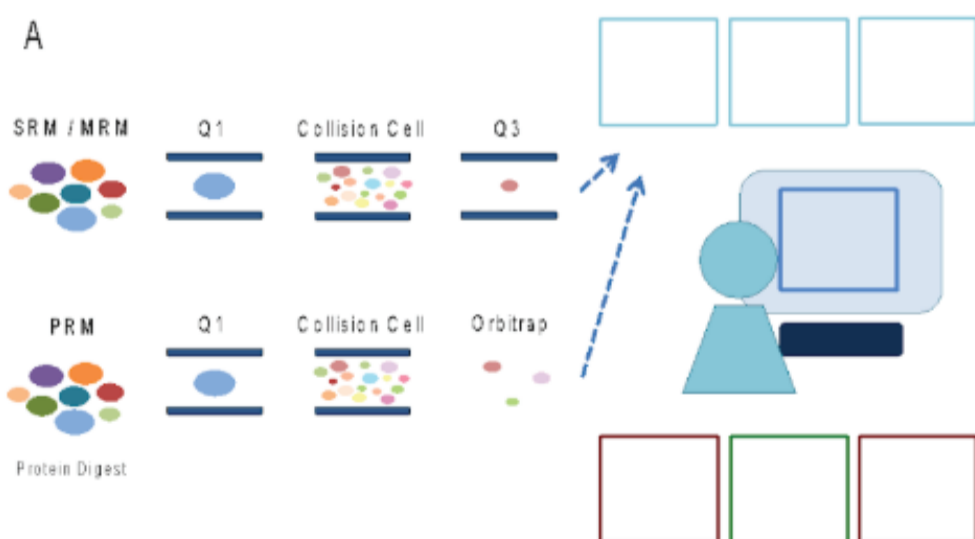 A
SRM / MRM Q1 Collision Cell Q3
PRM Q1 Collision Cell Orbitrap
Protein Digest